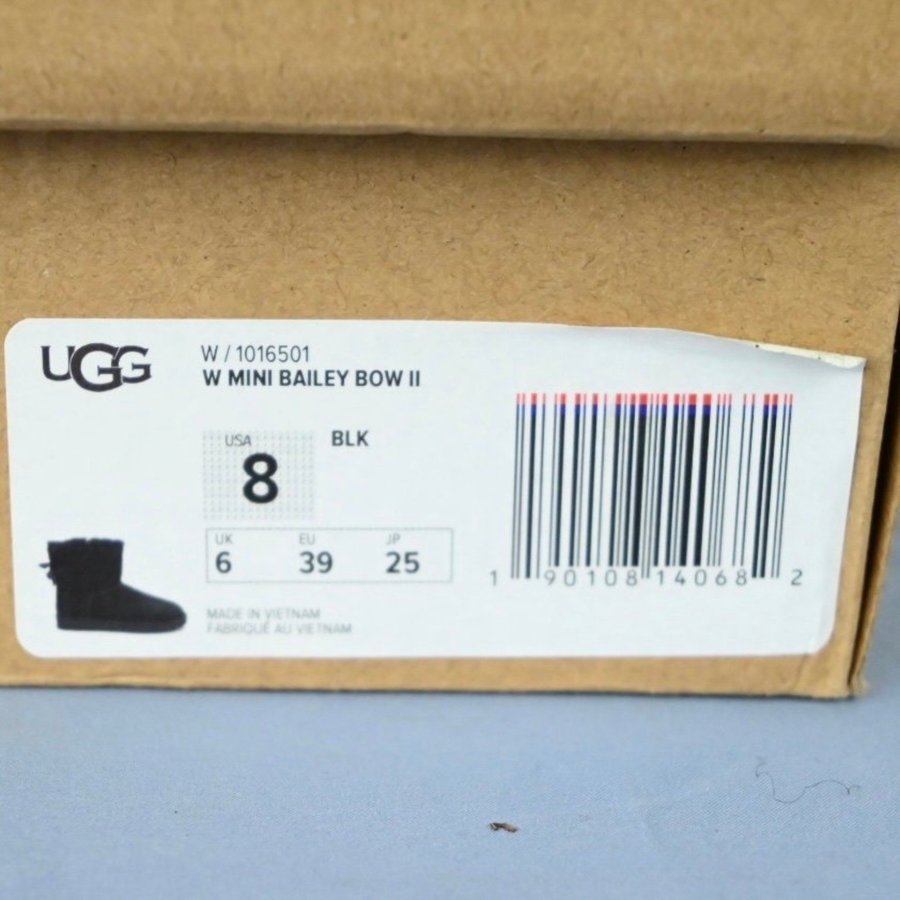 UGG
W / 1016501
W MINI BAILEY BOW II
USA
8
BLK
UK EU JP
6 39 25
MADE IN VIETNAM
FABRIQUÉ AU VIETNAM
1 90108 14068 2